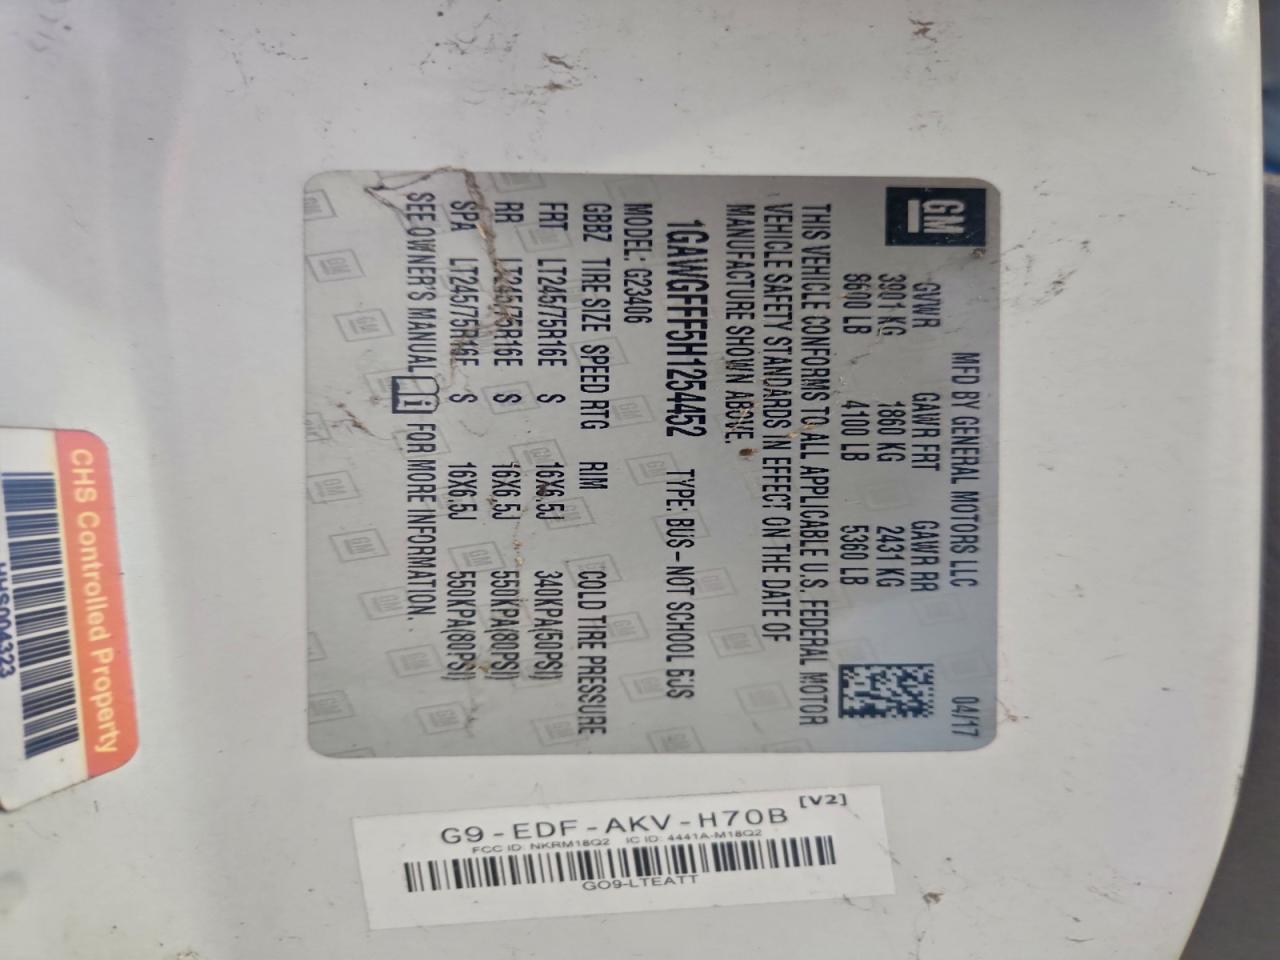 GM
MFD BY GENERAL MOTORS LLC 04/17
GVWR GAWR FRT GAWR RR
3901 KG 1860 KG 2431 KG
8600 LB 4100 LB 5360 LB
THIS VEHICLE CONFORMS TO ALL APPLICABLE U.S. FEDERAL MOTOR
VEHICLE SAFETY STANDARDS IN EFFECT ON THE DATE OF
MANUFACTURE SHOWN ABOVE.
1GAWGFFF5H1254452 TYPE: BUS – NOT SCHOOL BUS
MODEL: G23406
GBBZ TIRE SIZE SPEED RTG RIM COLD TIRE PRESSURE
FRT LT245/75R16E S 16X6.5J 340KPA(50PSI)
RR LT245/75R16E S 16X6.5J 550KPA(80PSI)
SPA LT245/75R16E S 16X6.5J 550KPA(80PSI)
SEE OWNER'S MANUAL i FOR MORE INFORMATION.
CHS Controlled Property
[V2]
G9-EDF-AKV-H70B
FCC ID: NKRM18Q2 IC ID: 4441A-M18Q2
GO9-LTEATT